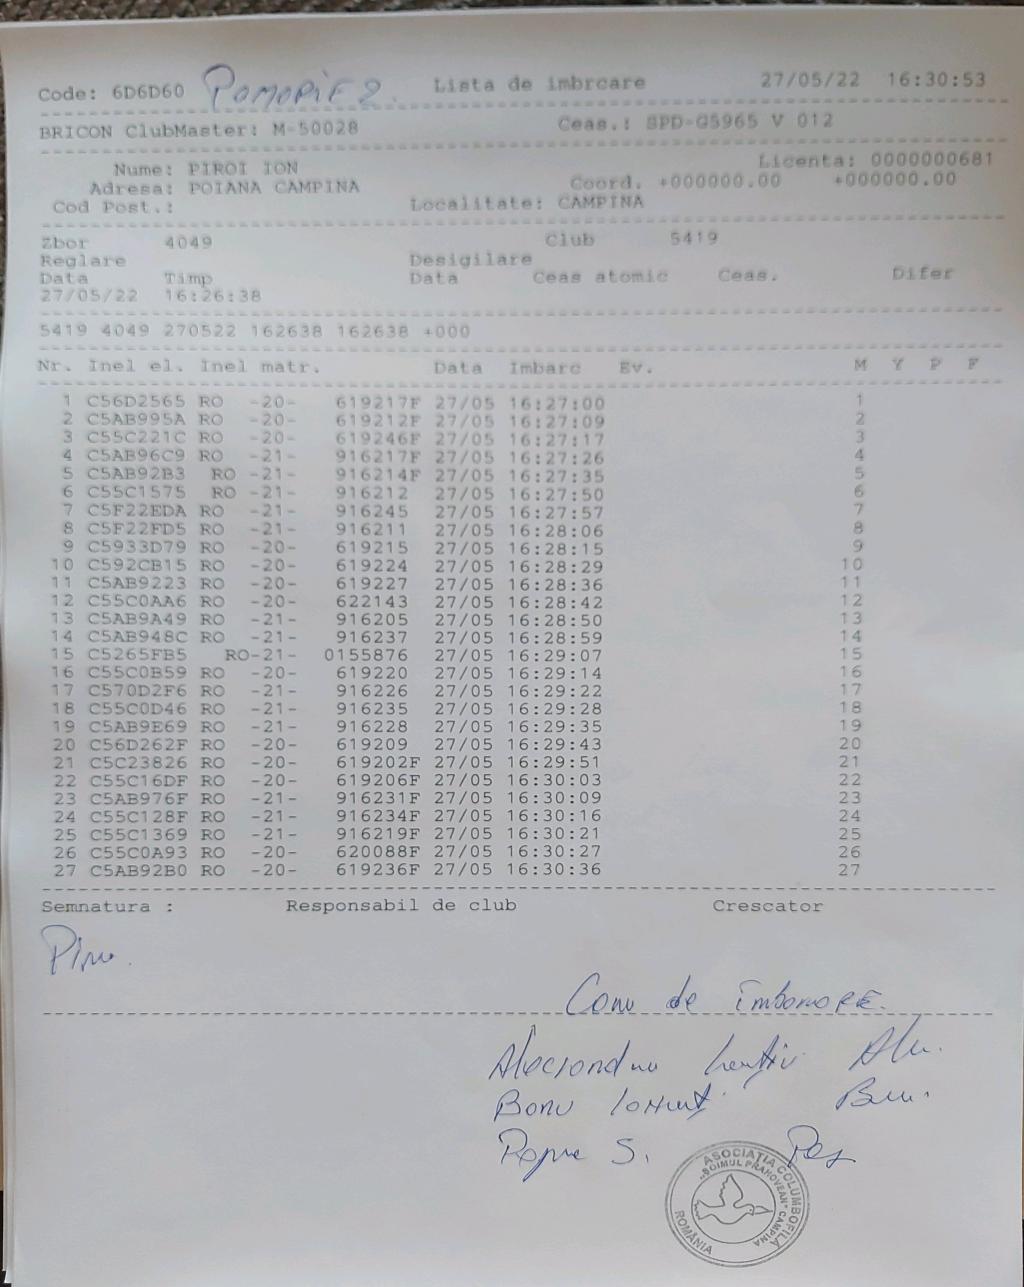 Code: 6D6D60 POMORIE 2. Lista de imbrcare 27/05/22 16:30:53
BRICON ClubMaster: M-50028 Ceas.: SPD-G5965 V 012
Nume: PIROI ION Licenta: 0000000681
Adresa: POIANA CAMPINA Coord. +000000.00 +000000.00
Cod Post.: Localitate: CAMPINA
Zbor 4049 Club 5419
Reglare Desigilare
Data Timp Data Ceas atomic Ceas. Difer
27/05/22 16:26:38
5419 4049 270522 162638 162638 +000
Nr. Inel el. Inel matr. Data Imbarc Ev. M Y P F
1 C56D2565 RO -20- 619217F 27/05 16:27:00 1
2 C5AB995A RO -20- 619212F 27/05 16:27:09 2
3 C55C221C RO -20- 619246F 27/05 16:27:17 3
4 C5AB96C9 RO -21- 916217F 27/05 16:27:26 4
5 C5AB92B3 RO -21- 916214F 27/05 16:27:35 5
6 C55C1575 RO -21- 916212 27/05 16:27:50 6
7 C5F22EDA RO -21- 916245 27/05 16:27:57 7
8 C5F22FD5 RO -21- 916211 27/05 16:28:06 8
9 C5933D79 RO -20- 619215 27/05 16:28:15 9
10 C592CB15 RO -20- 619224 27/05 16:28:29 10
11 C5AB9223 RO -20- 619227 27/05 16:28:36 11
12 C55C0AA6 RO -20- 622143 27/05 16:28:42 12
13 C5AB9A49 RO -21- 916205 27/05 16:28:50 13
14 C5AB948C RO -21- 916237 27/05 16:28:59 14
15 C5265FB5 RO-21- 0155876 27/05 16:29:07 15
16 C55C0B59 RO -20- 619220 27/05 16:29:14 16
17 C570D2F6 RO -21- 916226 27/05 16:29:22 17
18 C55C0D46 RO -21- 916235 27/05 16:29:28 18
19 C5AB9E69 RO -21- 916228 27/05 16:29:35 19
20 C56D262F RO -20- 619209 27/05 16:29:43 20
21 C5C23826 RO -20- 619202F 27/05 16:29:51 21
22 C55C16DF RO -20- 619206F 27/05 16:30:03 22
23 C5AB976F RO -21- 916231F 27/05 16:30:09 23
24 C55C128F RO -21- 916234F 27/05 16:30:16 24
25 C55C1369 RO -21- 916219F 27/05 16:30:21 25
26 C55C0A93 RO -20- 620088F 27/05 16:30:27 26
27 C5AB92B0 RO -20- 619236F 27/05 16:30:36 27
Semnatura : Responsabil de club Crescator
de
S.
ASOCIAȚIA COLUMBOFILĂ
"ȘOIMUL PRAHOVEAN" CAMPINA
ROMÂNIA